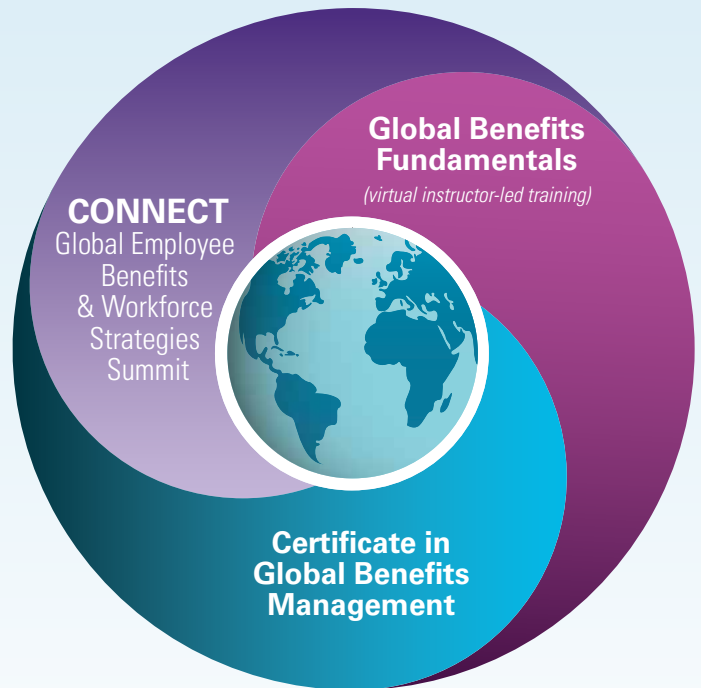 CONNECT
Global Employee
Benefits
& Workforce
Strategies
Summit
Global Benefits
Fundamentals
(virtual instructor-led training)
Certificate in
Global Benefits
Management